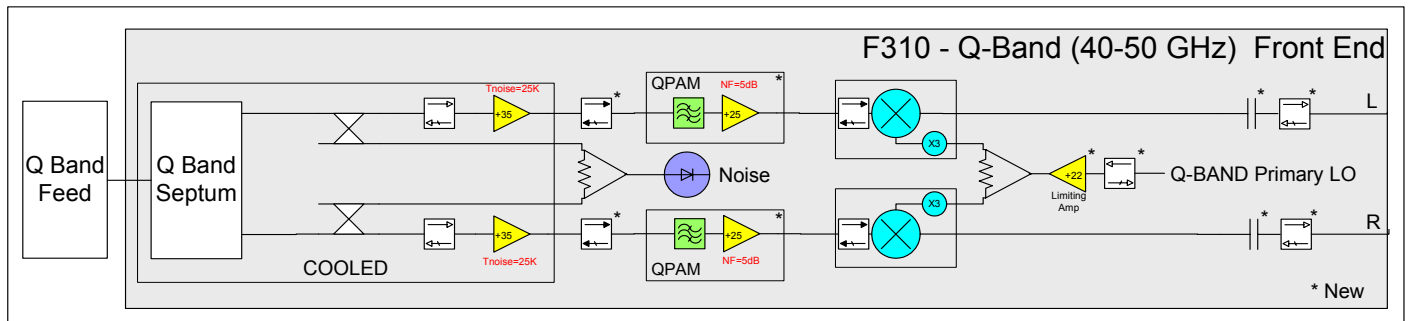 F310 - Q-Band (40-50 GHz) Front End
Q Band
Feed
Q Band
Septum
Tnoise=25K
+35
*
QPAM
NF=5dB
*
+25
X3
*
*
L
Noise
*
*
+22
Limiting
Amp
Q-BAND Primary LO
X3
+35
Tnoise=25K
*
+25
*
QPAM
NF=5dB
*
*
R
COOLED
* New